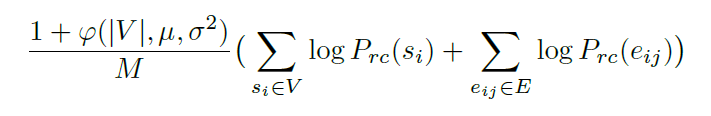 \frac{1 + \varphi(|V|, \mu, \sigma^2)}{M} \big( \sum_{s_i \in V} \log P_{rc}(s_i) + \sum_{e_{ij} \in E} \log P_{rc}(e_{ij}) \big)